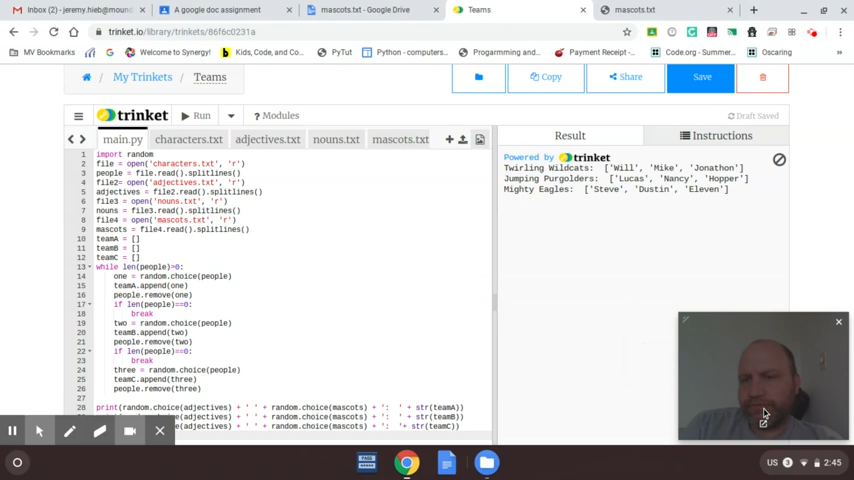 Inbox (2) - jeremy.hieb@moun
A google doc assignment
mascots.txt - Google Drive
Teams
mascots.txt
trinket.io/library/trinkets/86f6c0231a
MV Bookmarks
Welcome to Synergy!
Kids, Code, and Co...
PyTut
Python - computers...
Progamming and...
Payment Receipt -...
Code.org - Summer...
Oscaring
My Trinkets / Teams
Copy
Share
Save
trinket
Run
? Modules
Draft Saved
main.py
characters.txt
adjectives.txt
nouns.txt
mascots.txt
Result
Instructions
1 import random
2 file = open('characters.txt', 'r')
3 people = file.read().splitlines()
4 file2= open('adjectives.txt', 'r')
5 adjectives = file2.read().splitlines()
6 file3 = open('nouns.txt', 'r')
7 nouns = file3.read().splitlines()
8 file4 = open('mascots.txt', 'r')
9 mascots = file4.read().splitlines()
10 teamA = []
11 teamB = []
12 teamC = []
13 while len(people)>0:
14 one = random.choice(people)
15 teamA.append(one)
16 people.remove(one)
17 if len(people)==0:
18 break
19 two = random.choice(people)
20 teamB.append(two)
21 people.remove(two)
22 if len(people)==0:
23 break
24 three = random.choice(people)
25 teamC.append(three)
26 people.remove(three)
27
28 print(random.choice(adjectives) + ' ' + random.choice(mascots) + ': ' + str(teamA))
(random.choice(adjectives) + ' ' + random.choice(mascots) + ': ' + str(teamB))
(random.choice(adjectives) + ' ' + random.choice(mascots) + ': '+ str(teamC))
Powered by trinket
Twirling Wildcats: ['Will', 'Mike', 'Jonathon']
Jumping Purgolders: ['Lucas', 'Nancy', 'Hopper']
Mighty Eagles: ['Steve', 'Dustin', 'Eleven']
US 3 2:45